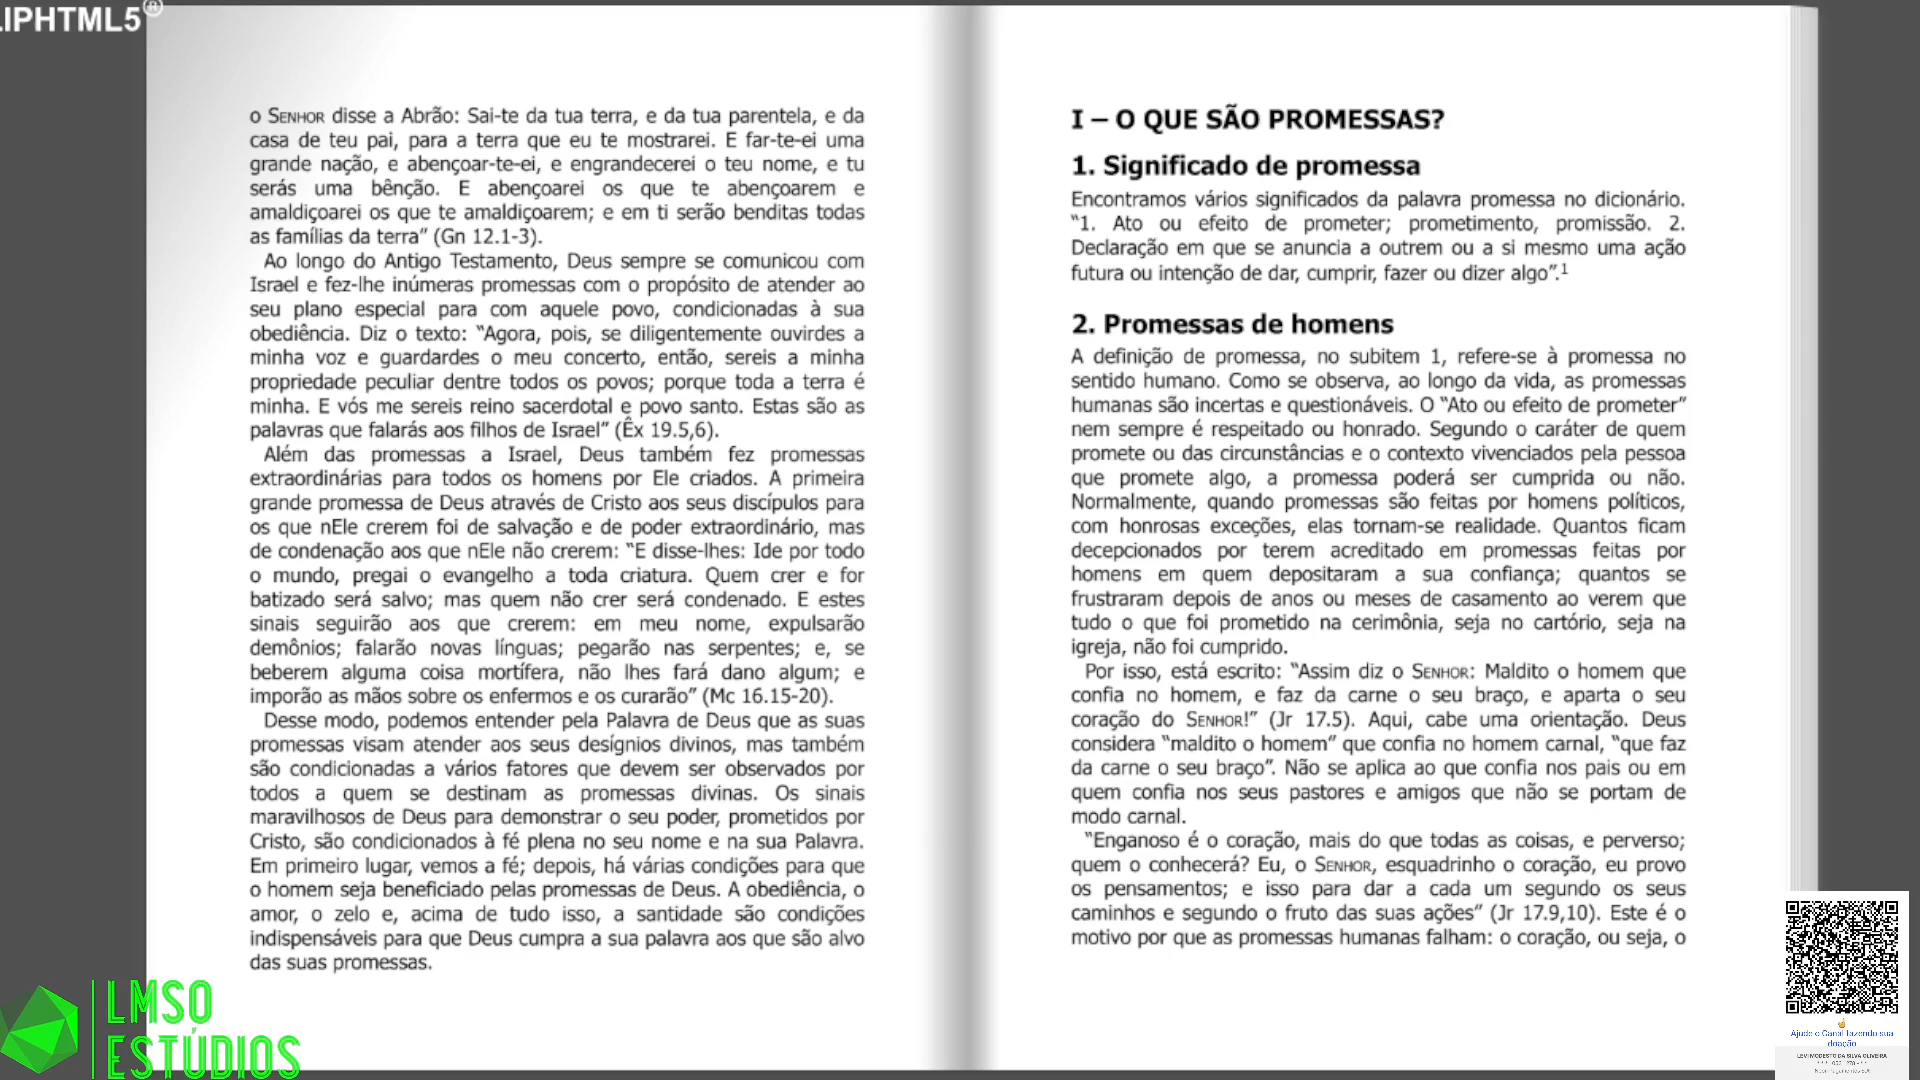 .IPHTML5®
o SENHOR disse a Abrão: Sai-te da tua terra, e da tua parentela, e da
casa de teu pai, para a terra que eu te mostrarei. E far-te-ei uma
grande nação, e abençoar-te-ei, e engrandecerei o teu nome, e tu
serás uma bênção. E abençoarei os que te abençoarem e
amaldiçoarei os que te amaldiçoarem; e em ti serão benditas todas
as famílias da terra” (Gn 12.1-3).
Ao longo do Antigo Testamento, Deus sempre se comunicou com
Israel e fez-lhe inúmeras promessas com o propósito de atender ao
seu plano especial para com aquele povo, condicionadas à sua
obediência. Diz o texto: “Agora, pois, se diligentemente ouvirdes a
minha voz e guardardes o meu concerto, então, sereis a minha
propriedade peculiar dentre todos os povos; porque toda a terra é
minha. E vós me sereis reino sacerdotal e povo santo. Estas são as
palavras que falarás aos filhos de Israel” (Êx 19.5,6).
Além das promessas a Israel, Deus também fez promessas
extraordinárias para todos os homens por Ele criados. A primeira
grande promessa de Deus através de Cristo aos seus discípulos para
os que nEle crerem foi de salvação e de poder extraordinário, mas
de condenação aos que nEle não crerem: “E disse-lhes: Ide por todo
o mundo, pregai o evangelho a toda criatura. Quem crer e for
batizado será salvo; mas quem não crer será condenado. E estes
sinais seguirão aos que crerem: em meu nome, expulsarão
demônios; falarão novas línguas; pegarão nas serpentes; e, se
beberem alguma coisa mortífera, não lhes fará dano algum; e
imporão as mãos sobre os enfermos e os curarão” (Mc 16.15-20).
Desse modo, podemos entender pela Palavra de Deus que as suas
promessas visam atender aos seus desígnios divinos, mas também
são condicionadas a vários fatores que devem ser observados por
todos a quem se destinam as promessas divinas. Os sinais
maravilhosos de Deus para demonstrar o seu poder, prometidos por
Cristo, são condicionados à fé plena no seu nome e na sua Palavra.
Em primeiro lugar, vemos a fé; depois, há várias condições para que
o homem seja beneficiado pelas promessas de Deus. A obediência, o
amor, o zelo e, acima de tudo isso, a santidade são condições
indispensáveis para que Deus cumpra a sua palavra aos que são alvo
das suas promessas.
I – O QUE SÃO PROMESSAS?
1. Significado de promessa
Encontramos vários significados da palavra promessa no dicionário.
“1. Ato ou efeito de prometer; prometimento, promissão. 2.
Declaração em que se anuncia a outrem ou a si mesmo uma ação
futura ou intenção de dar, cumprir, fazer ou dizer algo”.1
2. Promessas de homens
A definição de promessa, no subitem 1, refere-se à promessa no
sentido humano. Como se observa, ao longo da vida, as promessas
humanas são incertas e questionáveis. O “Ato ou efeito de prometer”
nem sempre é respeitado ou honrado. Segundo o caráter de quem
promete ou das circunstâncias e o contexto vivenciados pela pessoa
que promete algo, a promessa poderá ser cumprida ou não.
Normalmente, quando promessas são feitas por homens políticos,
com honrosas exceções, elas tornam-se realidade. Quantos ficam
decepcionados por terem acreditado em promessas feitas por
homens em quem depositaram a sua confiança; quantos se
frustraram depois de anos ou meses de casamento ao verem que
tudo o que foi prometido na cerimônia, seja no cartório, seja na
igreja, não foi cumprido.
Por isso, está escrito: “Assim diz o SENHOR: Maldito o homem que
confia no homem, e faz da carne o seu braço, e aparta o seu
coração do SENHOR!” (Jr 17.5). Aqui, cabe uma orientação. Deus
considera “maldito o homem” que confia no homem carnal, “que faz
da carne o seu braço”. Não se aplica ao que confia nos pais ou em
quem confia nos seus pastores e amigos que não se portam de
modo carnal.
“Enganoso é o coração, mais do que todas as coisas, e perverso;
quem o conhecerá? Eu, o SENHOR, esquadrinho o coração, eu provo
os pensamentos; e isso para dar a cada um segundo os seus
caminhos e segundo o fruto das suas ações” (Jr 17.9,10). Este é o
motivo por que as promessas humanas falham: o coração, ou seja, o
LMSO
ESTÚDIOS
Ajude o Canal fazendo sua
doação
LEVI MODESTO DA SILVA OLIVEIRA